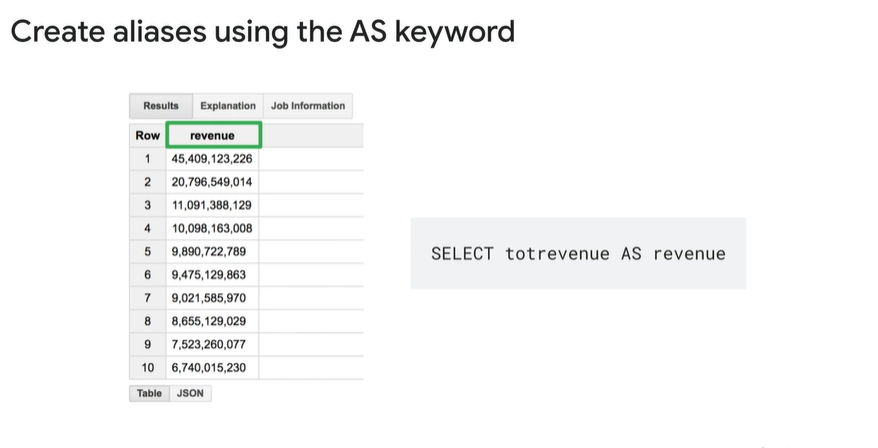 Create aliases using the AS keyword
Results Explanation Job Information
Row revenue
1 45,409,123,226
2 20,796,549,014
3 11,091,388,129
4 10,098,163,008
5 9,890,722,789
6 9,475,129,863
7 9,021,585,970
8 8,655,129,029
9 7,523,260,077
10 6,740,015,230
Table JSON
SELECT totrevenue AS revenue